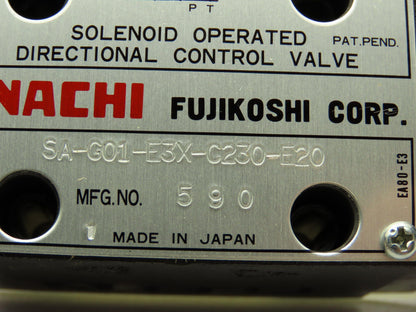 P T
SOLENOID OPERATED PAT.PEND.
DIRECTIONAL CONTROL VALVE
NACHI FUJIKOSHI CORP.
SA-G01-E3X-C230-E20
EA80-E3
MFG.NO. 590
MADE IN JAPAN